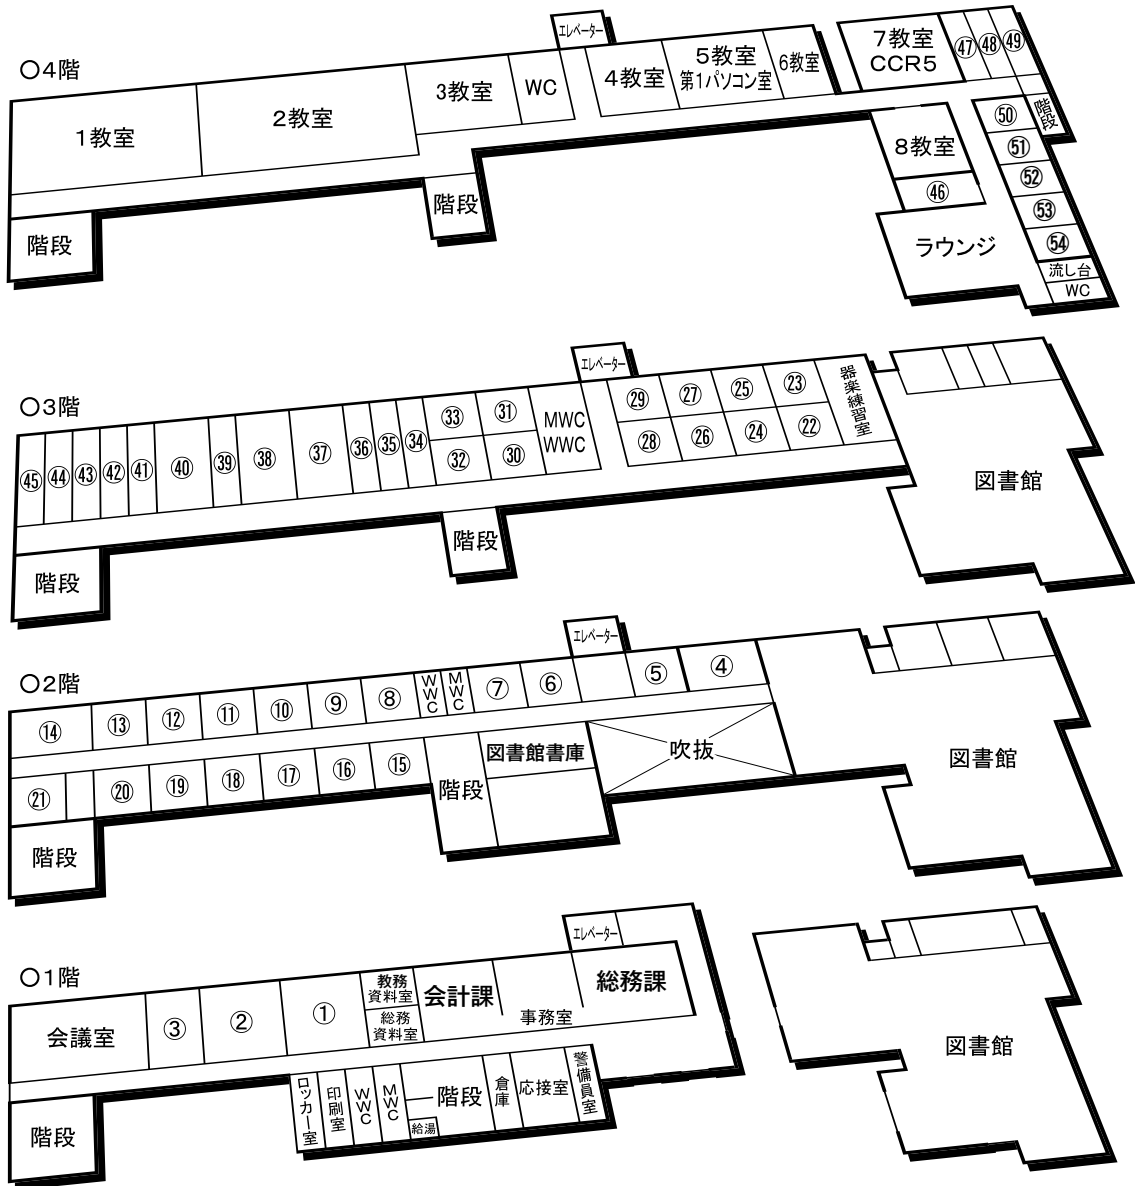 ○4階
エレベーター
1教室
2教室
3教室
WC
4教室
5教室
第1パソコン室
6教室
7教室
CCR5
㊼
㊽
㊾
階段
㊿
8教室
㊻
51
52
53
54
流し台
WC
ラウンジ
階段
階段
○3階
エレベーター
㊺
㊹
㊸
㊷
㊶
㊵
㊴
㊳
㊲
㊱
㉟
㉞
㉝
㉛
㉜
㉚
MWC
WWC
㉙
㉗
㉕
㉓
㉘
㉖
㉔
㉒
器楽練習室
図書館
階段
階段
○2階
エレベーター
⑭
⑬
⑫
⑪
⑩
⑨
⑧
WWC
MWC
⑦
⑥
⑤
④
㉑
⑳
⑲
⑱
⑰
⑯
⑮
階段
図書館書庫
吹抜
図書館
階段
○1階
エレベーター
会議室
③
②
①
教務
資料室
総務
資料室
会計課
事務室
総務課
ロッカー室
印刷室
WWC
MWC
階段
給湯
倉庫
応接室
警備員室
階段
図書館